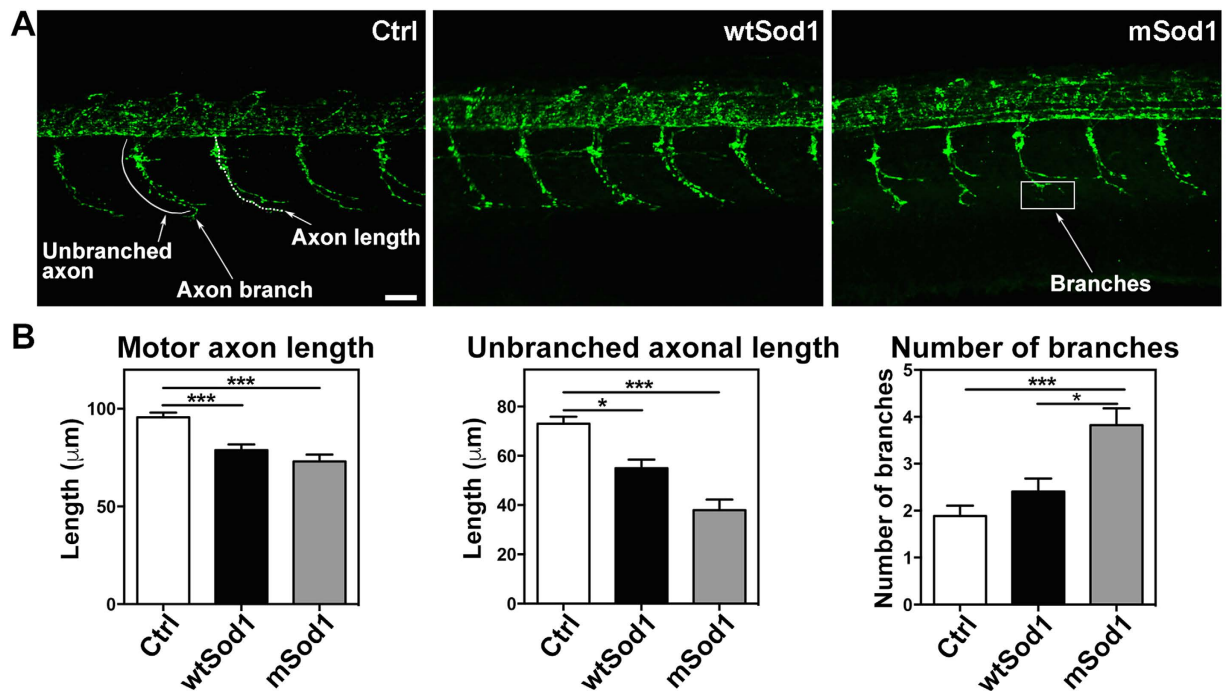 A
Ctrl
wtSod1
mSod1
Unbranched
axon
Axon length
Axon branch
Branches
B
Motor axon length
Length (μm)
100
50
0
***
***
Ctrl
wtSod1
mSod1
Unbranched axonal length
Length (μm)
80
60
40
20
0
***
*
Ctrl
wtSod1
mSod1
Number of branches
Number of branches
5
4
3
2
1
0
***
*
Ctrl
wtSod1
mSod1